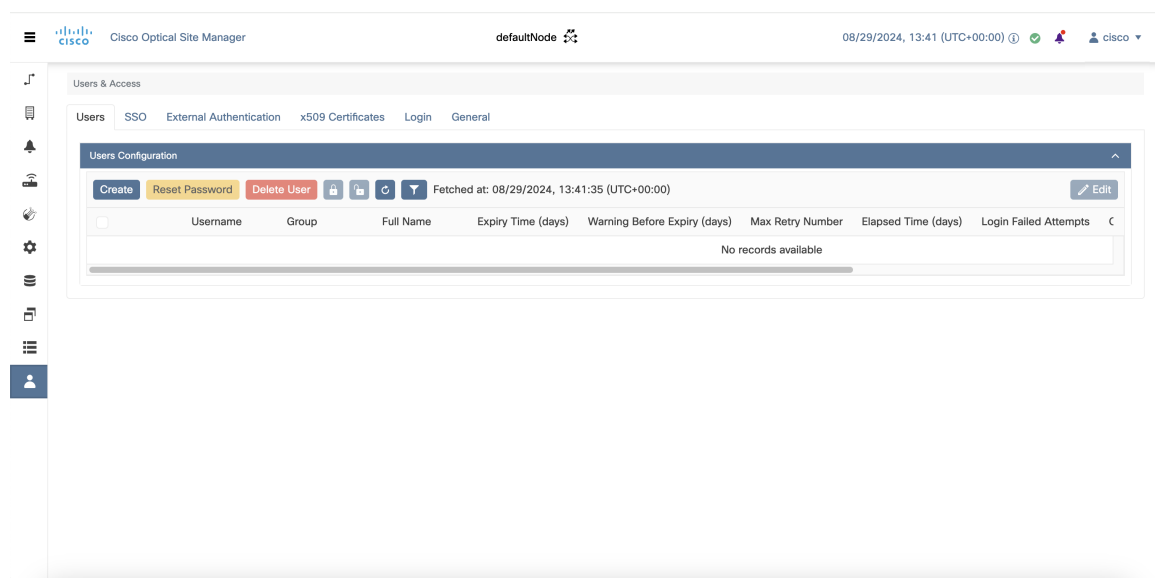 CISCO
Cisco Optical Site Manager
defaultNode
08/29/2024, 13:41 (UTC+00:00)
cisco
Users & Access
Users SSO External Authentication x509 Certificates Login General
Users Configuration
Create Reset Password Delete User Fetched at: 08/29/2024, 13:41:35 (UTC+00:00) Edit
Username Group Full Name Expiry Time (days) Warning Before Expiry (days) Max Retry Number Elapsed Time (days) Login Failed Attempts
No records available